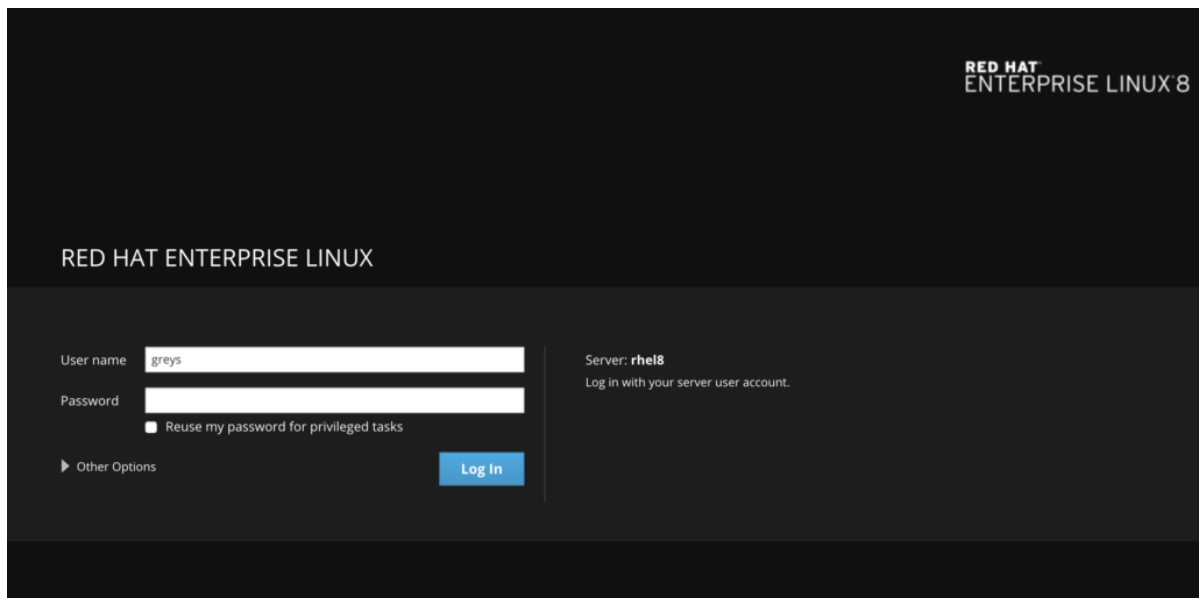 RED HAT
ENTERPRISE LINUX 8
RED HAT ENTERPRISE LINUX
User name greys
Password
Reuse my password for privileged tasks
Other Options
Log In
Server: rhel8
Log in with your server user account.